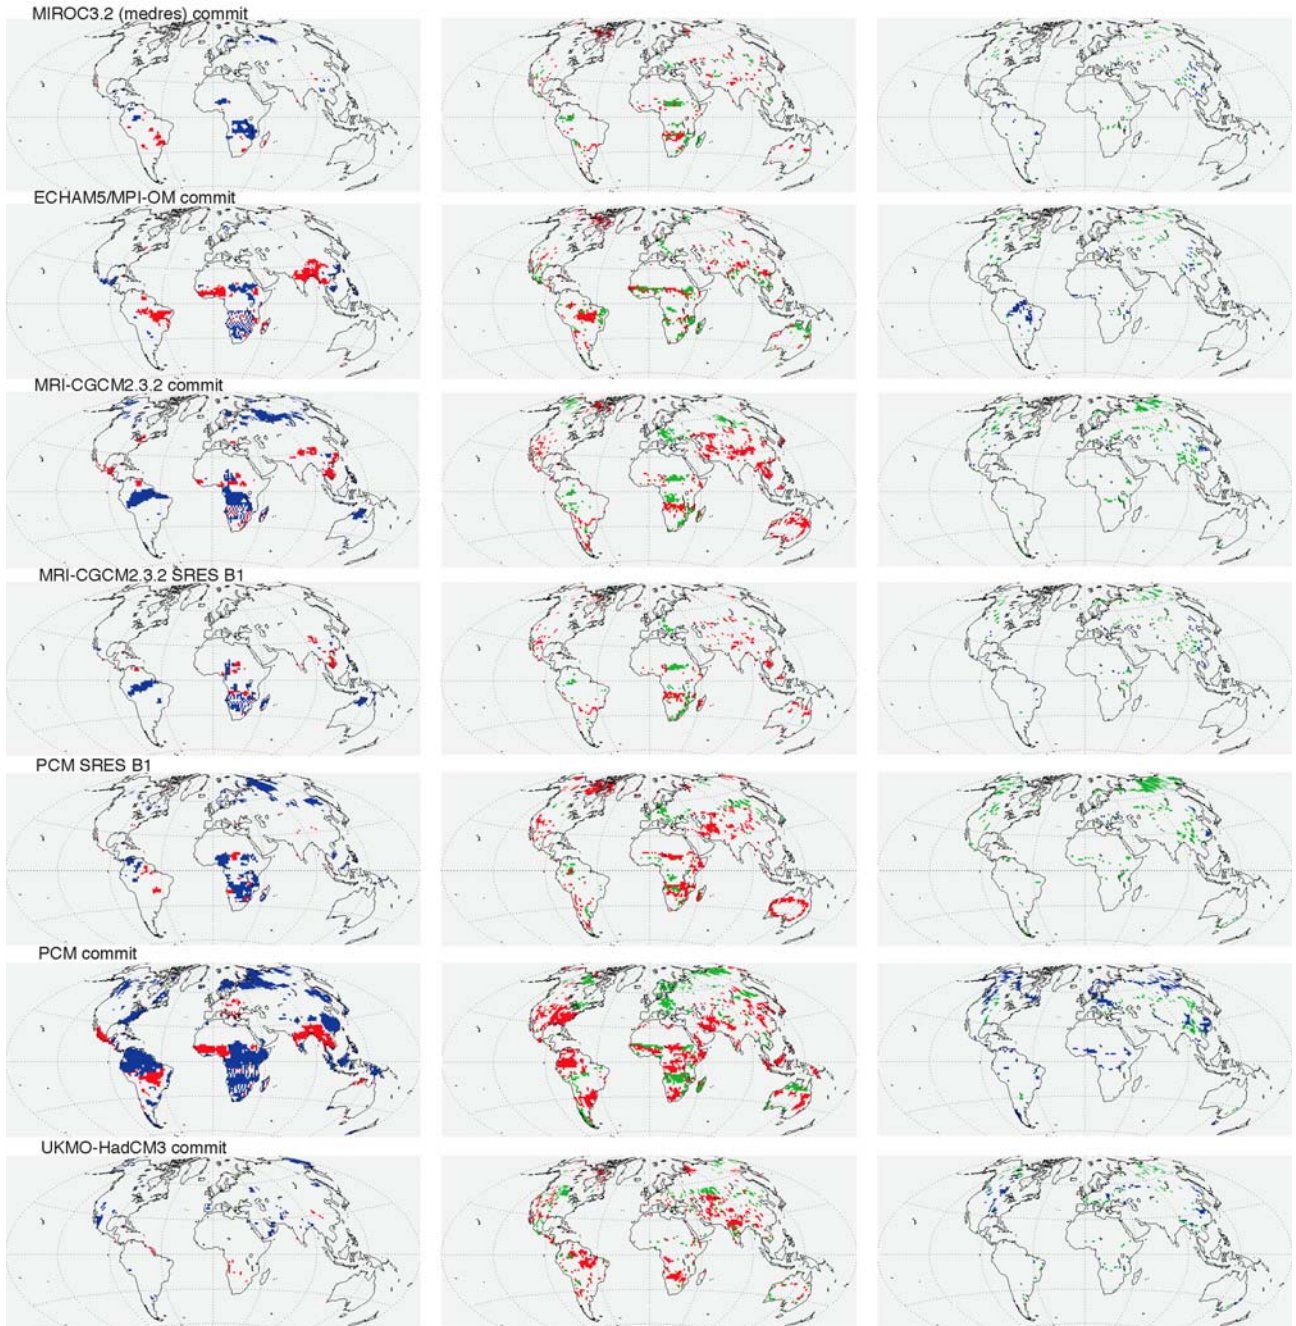 MIROC3.2 (medres) commit
ECHAM5/MPI-OM commit
MRI-CGCM2.3.2 commit
MRI-CGCM2.3.2 SRES B1
PCM SRES B1
PCM commit
UKMO-HadCM3 commit